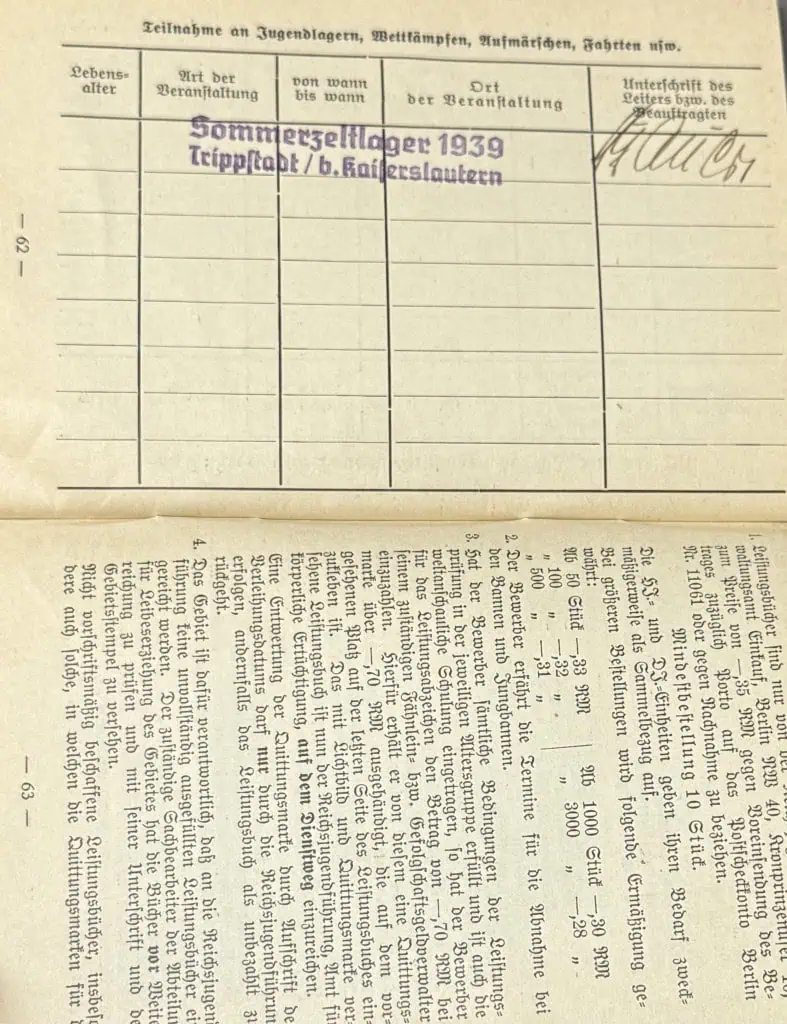 Teilnahme an Jugendlagern, Wettkämpfen, Aufmärschen, Fahrten usw.
Lebens=
alter
Art der
Veranstaltung
von wann
bis wann
Ort
der Veranstaltung
Unterschrift des
Leiters bzw. des
Beauftragten
Sommerzeltlager 1939
Trippstadt / b. Kaiserslautern
— 62 —
1. Leistungsbücher sind nur von der
waltungsamt Einkauf, Berlin NW 40, Kronprinzenufer 10,
zum Preise von —,35 RM gegen Voreinsendung des Be=
trages zuzüglich Porto auf das Postscheckkonto Berlin
Nr. 11061 oder gegen Nachnahme zu beziehen.
Mindestbestellung 10 Stück.
Die HJ.= und DJ.=Einheiten geben ihren Bedarf zweck=
mäßigerweise als Sammelbezug auf.
Bei größeren Bestellungen wird folgende Ermäßigung ge=
währt:
Ab 50 Stück —,33 RM | Ab 1000 Stück —,30 RM
„ 100 „ —,32 „ | „ 3000 „ —,28 „
„ 500 „ —,31 „
2. Der Bewerber erfährt die Termine für die Abnahme bei
den Bannen und Jungbannen.
3. Hat der Bewerber sämtliche Bedingungen der Leistungs=
prüfung in der jeweiligen Altersgruppe erfüllt und ist auch die
weltanschauliche Schulung eingetragen, so hat der Bewerber
für das Leistungsabzeichen den Betrag von —,70 RM bei
seinem zuständigen Fähnlein= bzw. Gefolgschaftsgeldverwalter
einzuzahlen. Hierfür erhält er von diesem eine Quittungs=
marke über —,70 RM ausgehändigt, die auf dem vor=
gesehenen Platz auf der letzten Seite des Leistungsbuches ein=
zukleben ist. Das mit Lichtbild und Quittungsmarke ver=
sehene Leistungsbuch ist nun der Reichsjugendführung, Amt für
körperliche Ertüchtigung, auf dem Dienstweg einzureichen.
Eine Entwertung der Quittungsmarke durch Aufschrift de
Verleihungsdatums darf nur durch die Reichsjugendführun
erfolgen, andernfalls das Leistungsbuch als unbezahlt zu
rückgeht.
4. Das Gebiet ist dafür verantwortlich, daß an die Reichsjugen
führung keine unvollständig ausgefüllten Leistungsbücher ei
gereicht werden. Der zuständige Sachbearbeiter der Abteilun
für Leibeserziehung des Gebietes hat die Bücher vor Weite
reichung zu prüfen und mit seiner Unterschrift und de
Gebietsstempel zu versehen.
Nicht vorschriftsmäßig beschaffene Leistungsbücher, insbeso
dere auch solche, in welchen die Quittungsmarken für d
— 63 —